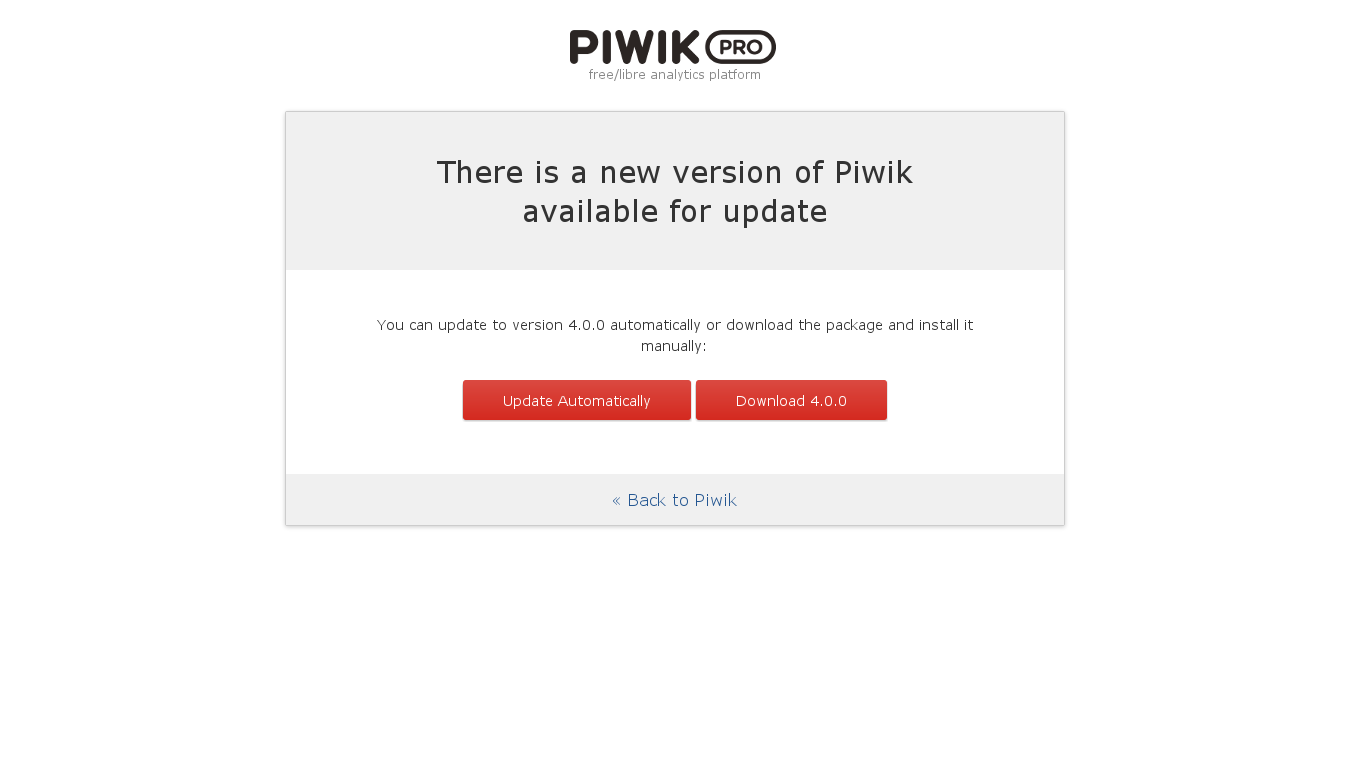 PIWIK PRO
free/libre analytics platform
There is a new version of Piwik
available for update
You can update to version 4.0.0 automatically or download the package and install it
manually:
Update Automatically
Download 4.0.0
« Back to Piwik